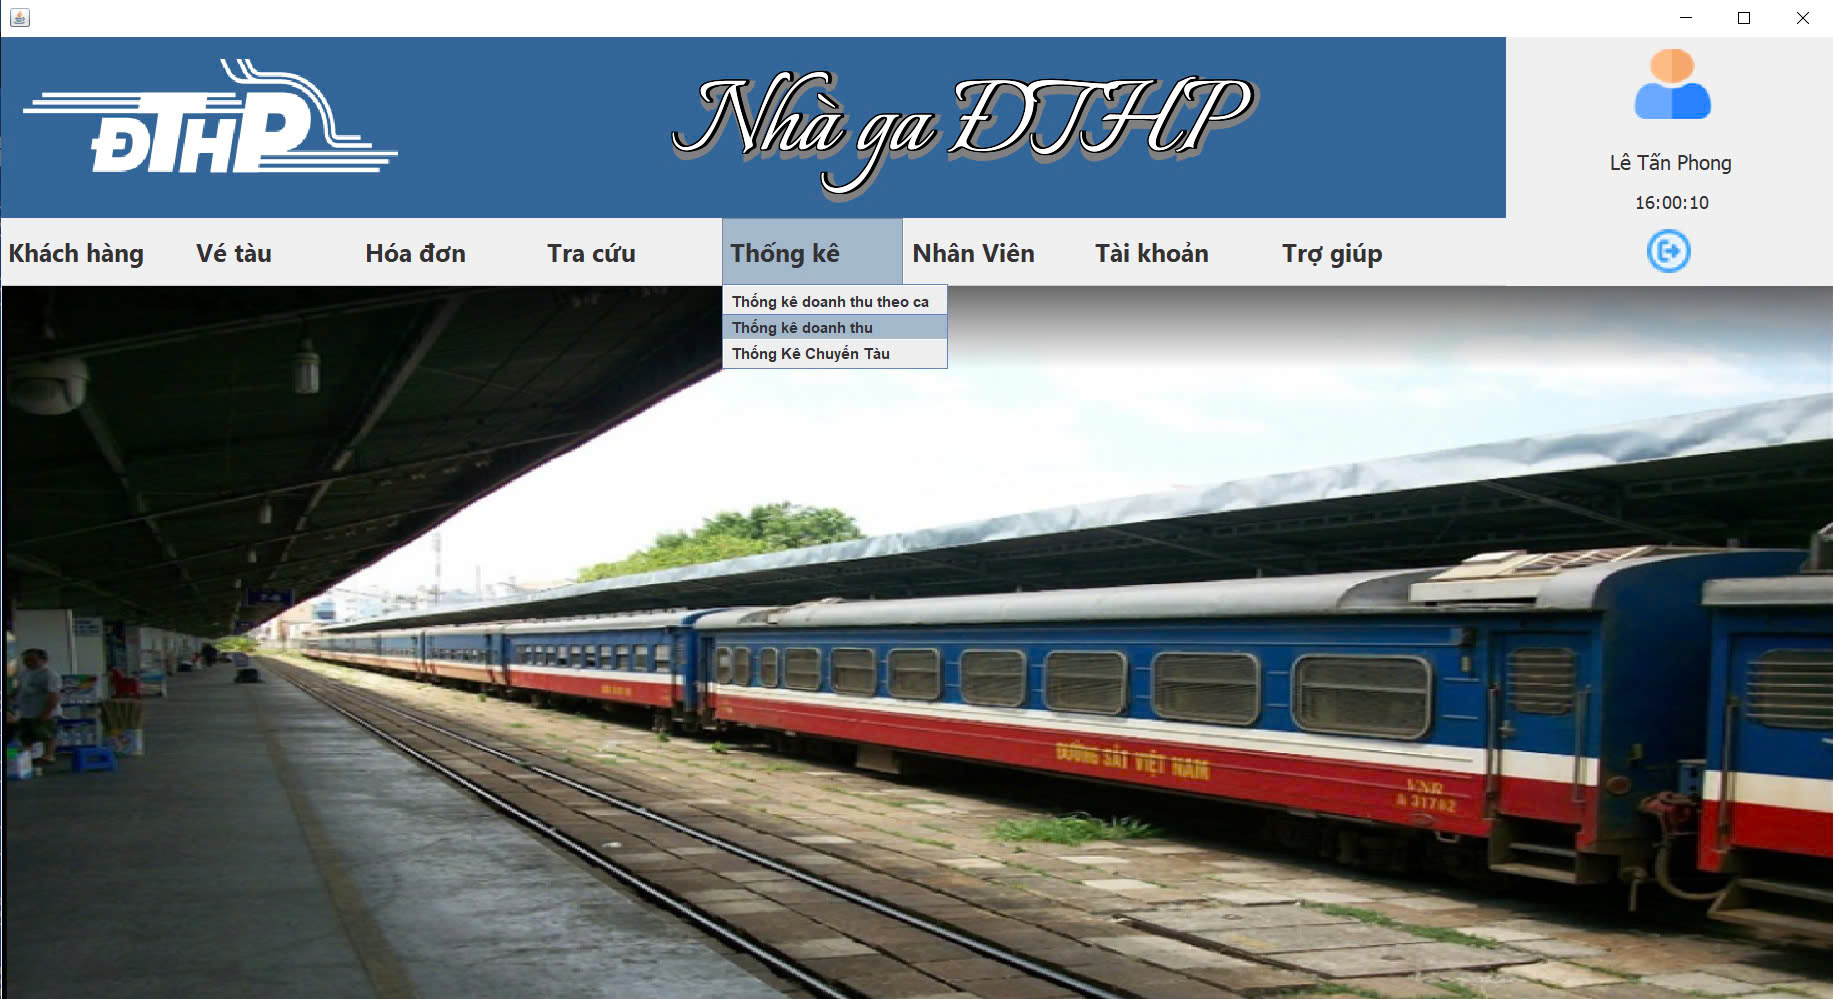 ĐTHP
Nhà ga ĐTHP
Lê Tấn Phong
16:00:10
Khách hàng Vé tàu Hóa đơn Tra cứu Thống kê Nhân Viên Tài khoản Trợ giúp
Thống kê doanh thu theo ca
Thống kê doanh thu
Thống Kê Chuyến Tàu
ĐƯỜNG SẮT VIỆT NAM
VNR
A 31702